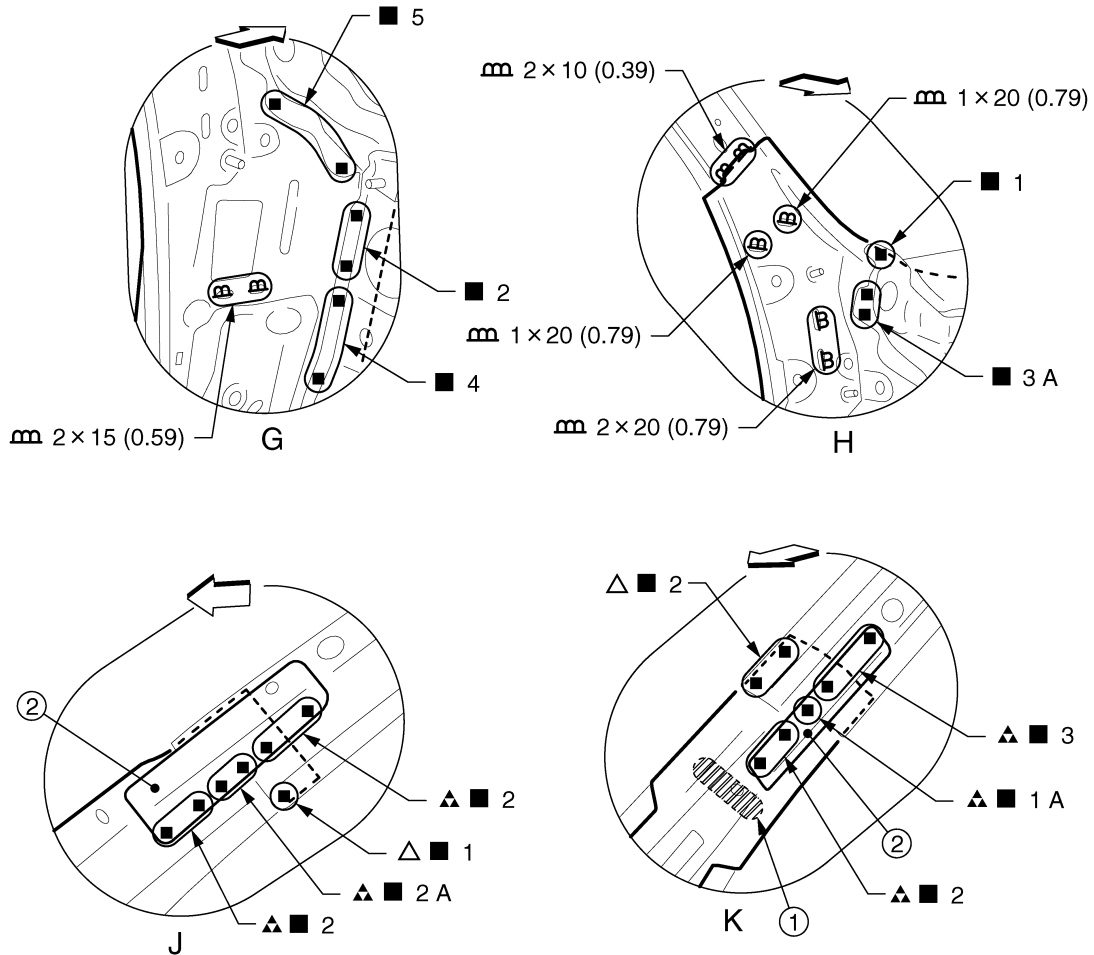 ■ 5
2×10 (0.39)
1×20 (0.79)
■ 1
■ 2
1×20 (0.79)
■ 4
■ 3 A
2×15 (0.59)
2×20 (0.79)
G
H
△ ■ 2
②
■ 3
■ 2
■ 1 A
△ ■ 1
②
■ 2 A
■ 2
■ 2
①
J
K